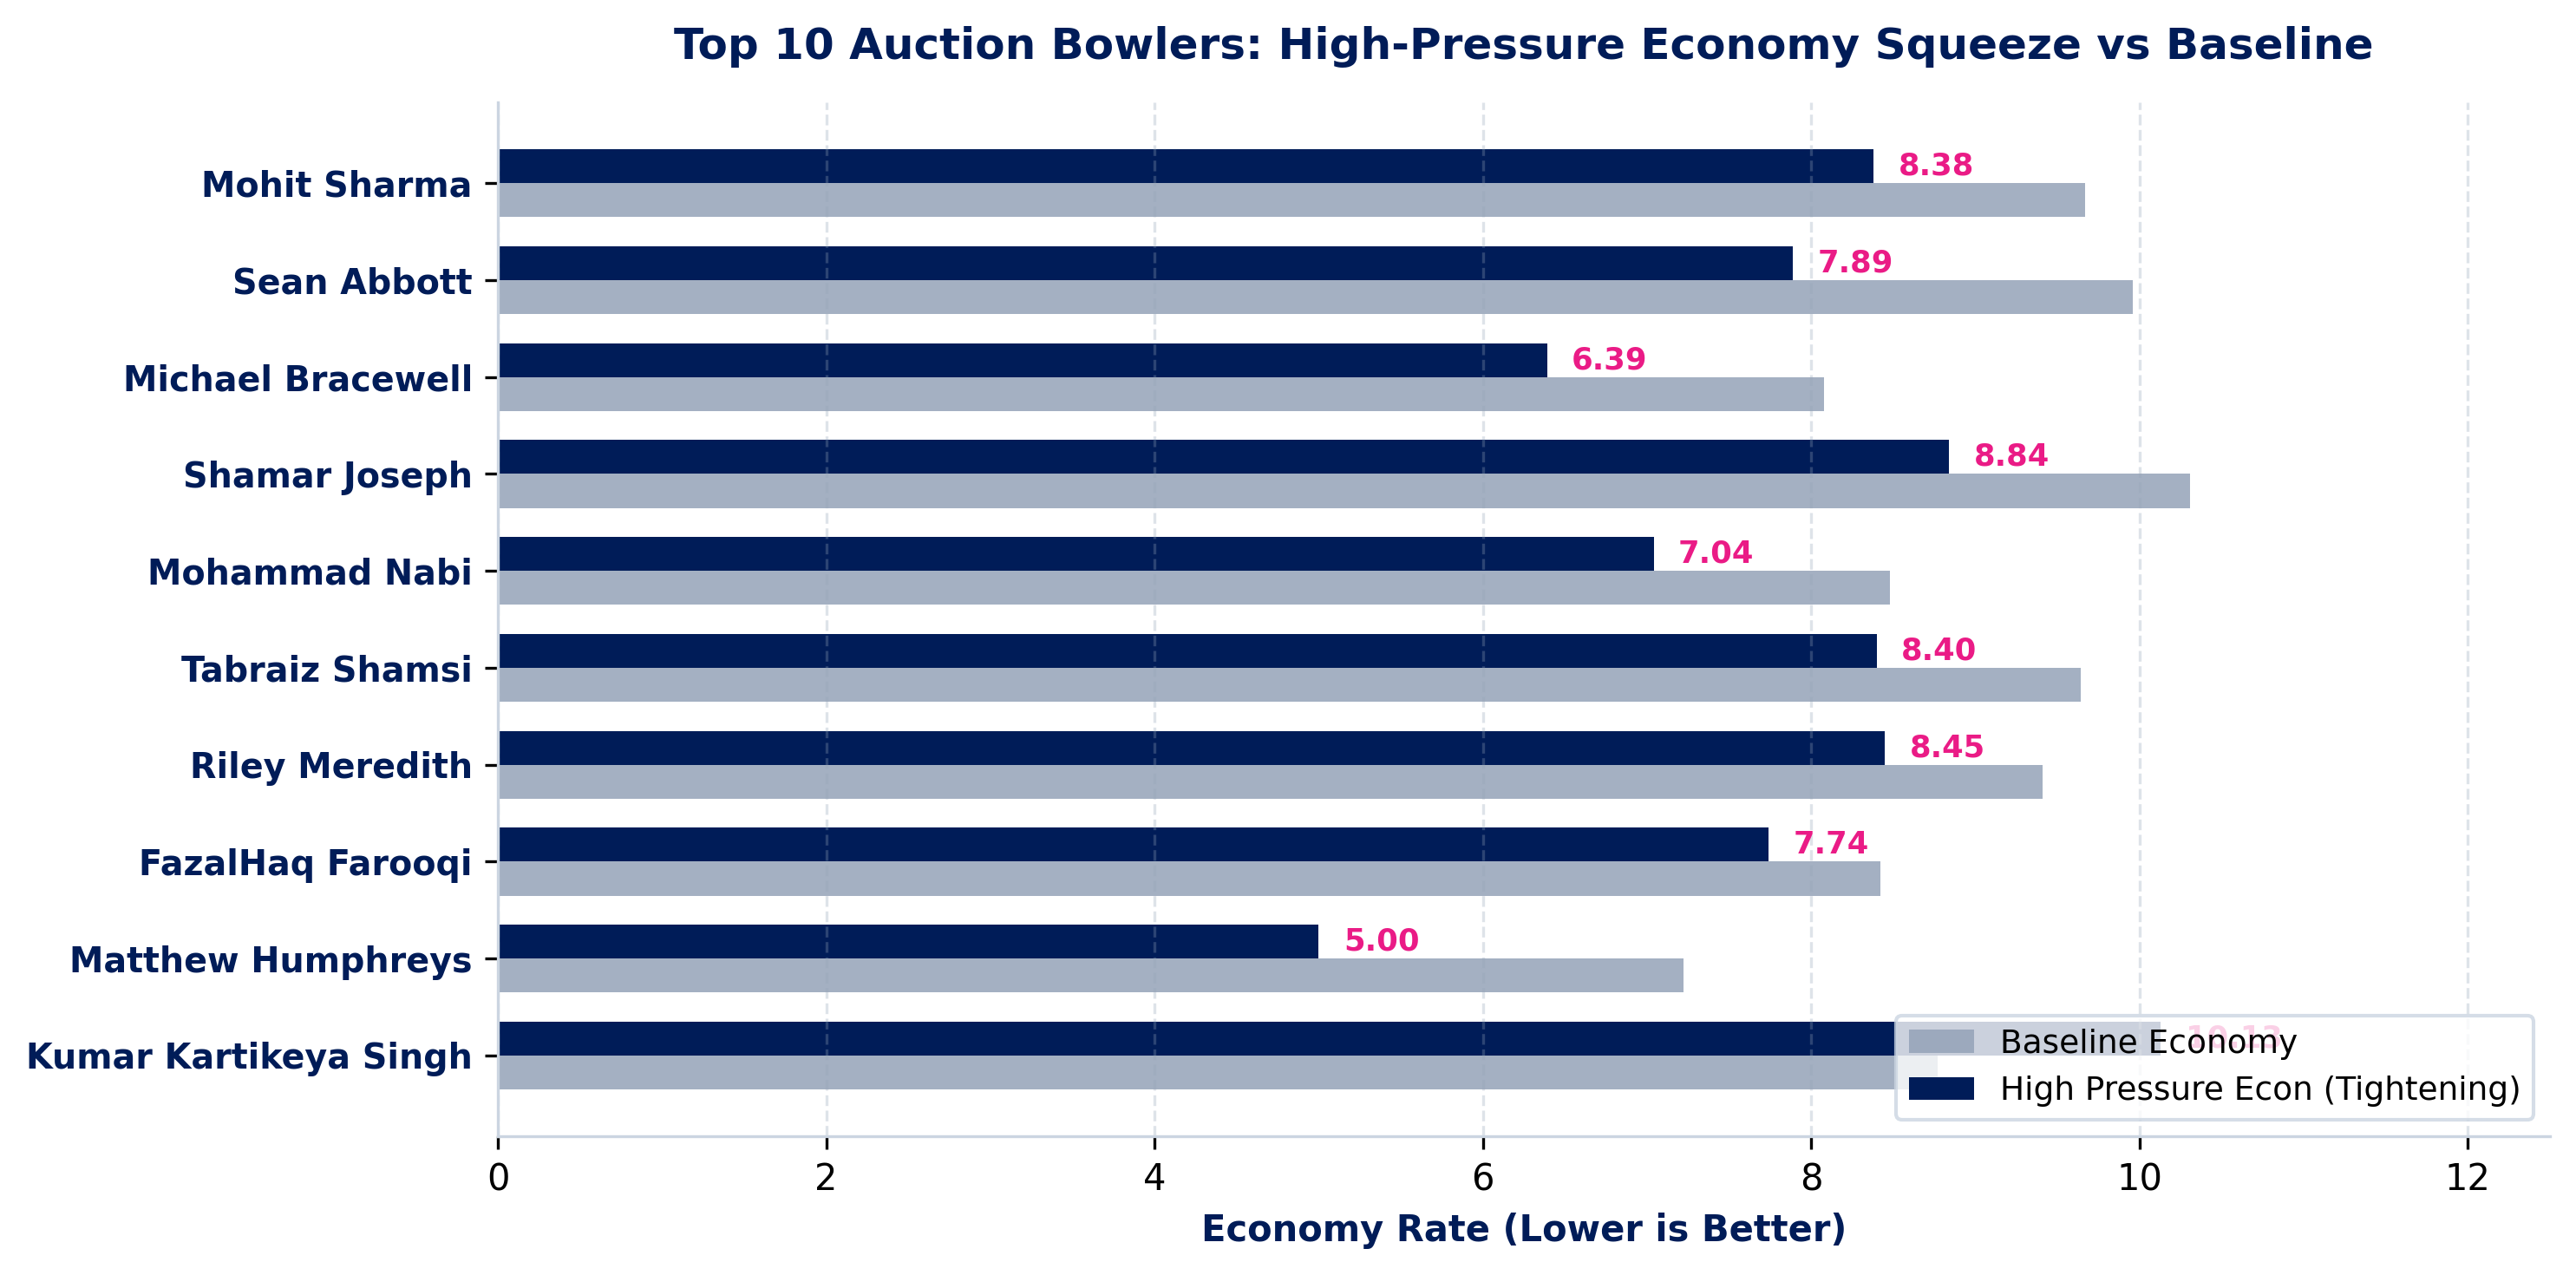 Top 10 Auction Bowlers: High-Pressure Economy Squeeze vs Baseline
Mohit Sharma
8.38
Sean Abbott
7.89
Michael Bracewell
6.39
Shamar Joseph
8.84
Mohammad Nabi
7.04
Tabraiz Shamsi
8.40
Riley Meredith
8.45
FazalHaq Farooqi
7.74
Matthew Humphreys
5.00
Kumar Kartikeya Singh
10.13
Baseline Economy
High Pressure Econ (Tightening)
0 2 4 6 8 10 12
Economy Rate (Lower is Better)